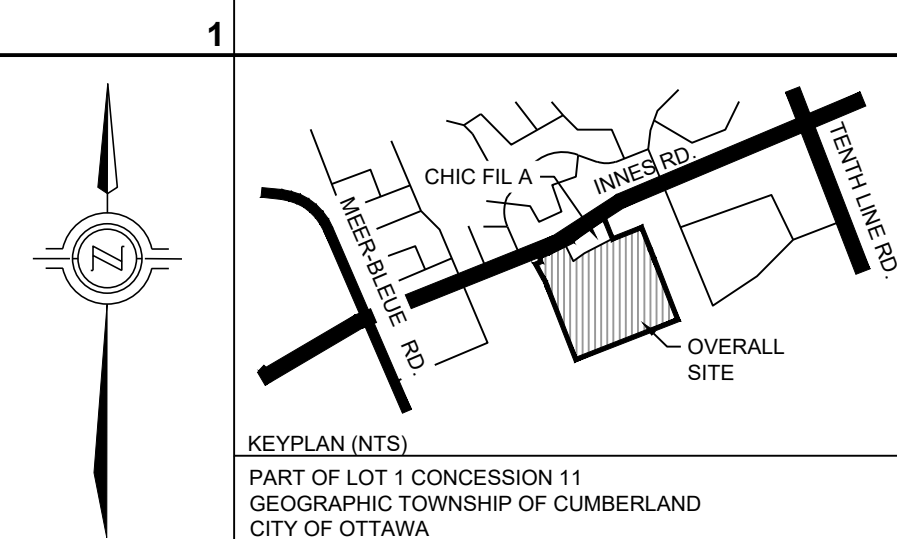 1
N
CHIC FIL A
INNES RD.
TENTH LINE RD.
MEER-BLEUE RD.
OVERALL
SITE
KEYPLAN (NTS)
PART OF LOT 1 CONCESSION 11
GEOGRAPHIC TOWNSHIP OF CUMBERLAND
CITY OF OTTAWA